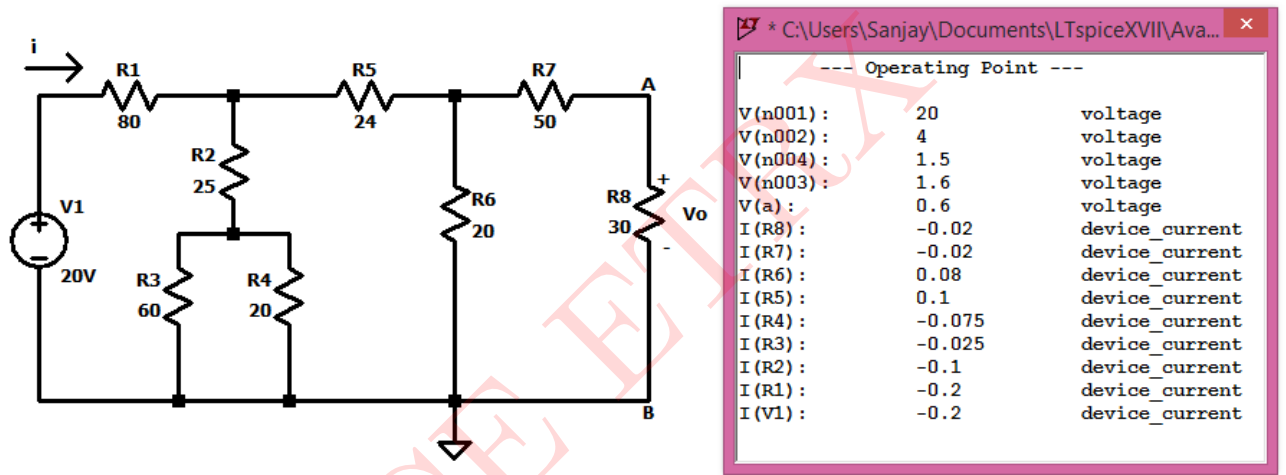 i
R1
80
R5
24
R7
50
A
R2
25
V1
20V
R3
60
R4
20
R6
20
R8
30
+
Vo
-
B
* C:\Users\Sanjay\Documents\LTspiceXVII\Ava...
--- Operating Point ---
V(n001): 20 voltage
V(n002): 4 voltage
V(n004): 1.5 voltage
V(n003): 1.6 voltage
V(a): 0.6 voltage
I(R8): -0.02 device_current
I(R7): -0.02 device_current
I(R6): 0.08 device_current
I(R5): 0.1 device_current
I(R4): -0.075 device_current
I(R3): -0.025 device_current
I(R2): -0.1 device_current
I(R1): -0.2 device_current
I(V1): -0.2 device_current
CE ETRX